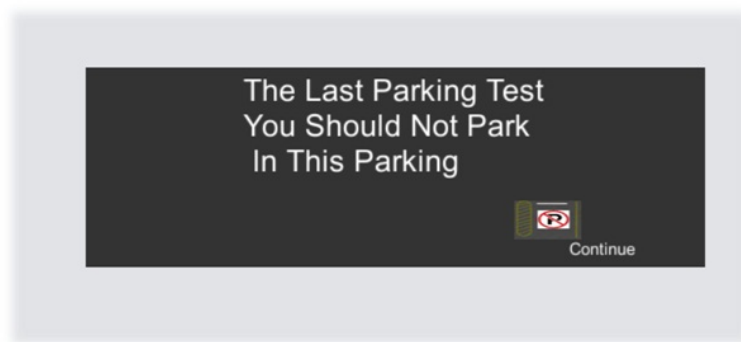 The Last Parking Test
You Should Not Park
In This Parking
P
Continue